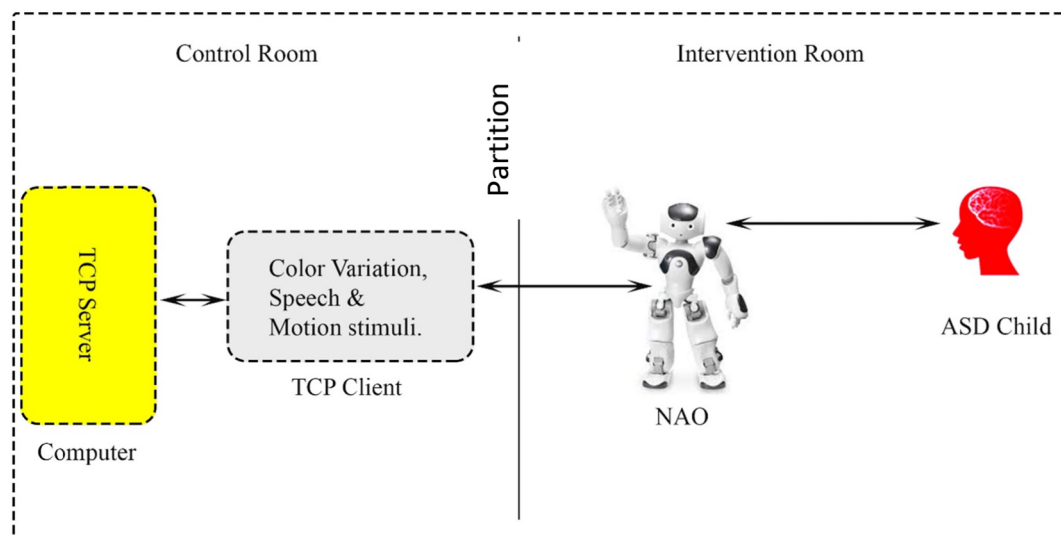 Control Room
Intervention Room
Partition
TCP Server
Color Variation,
Speech &
Motion stimuli.
TCP Client
Computer
NAO
ASD Child